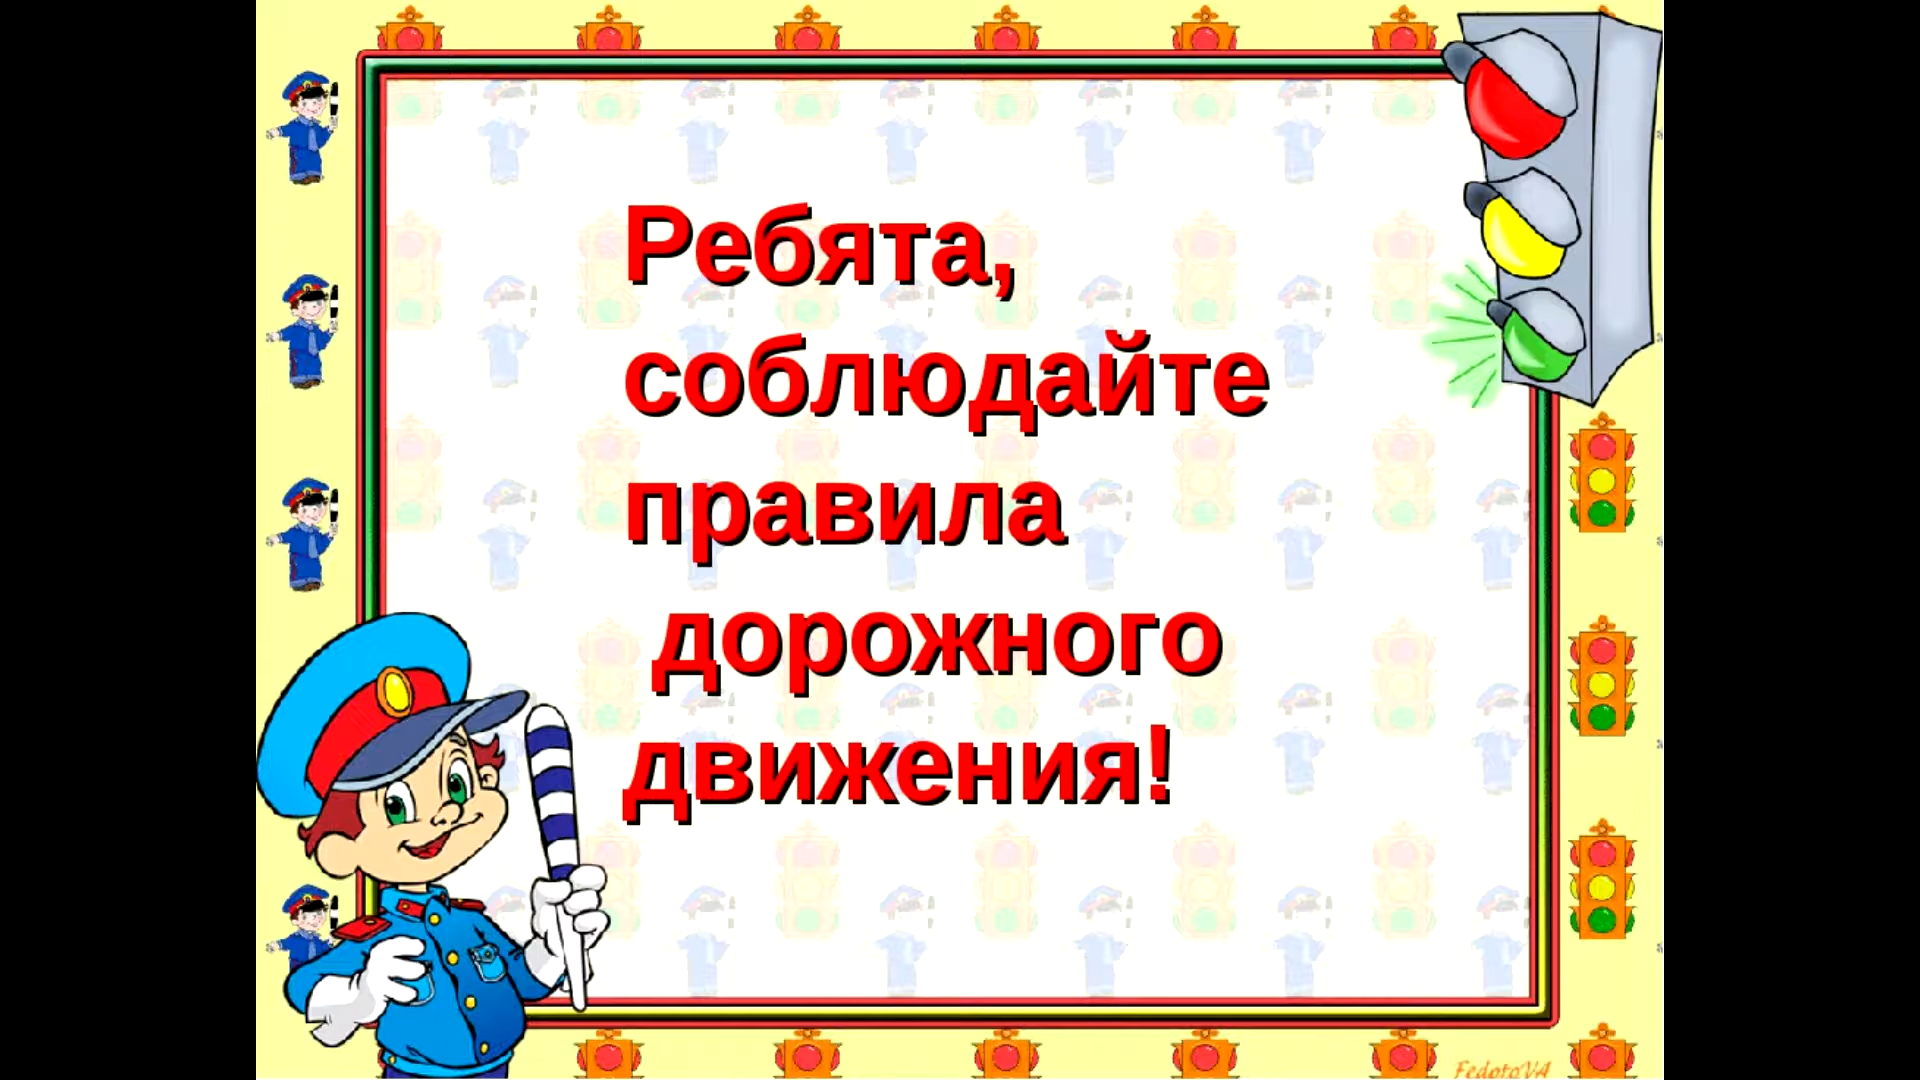 Ребята,
соблюдайте
правила
дорожного
движения!
FedotoVA